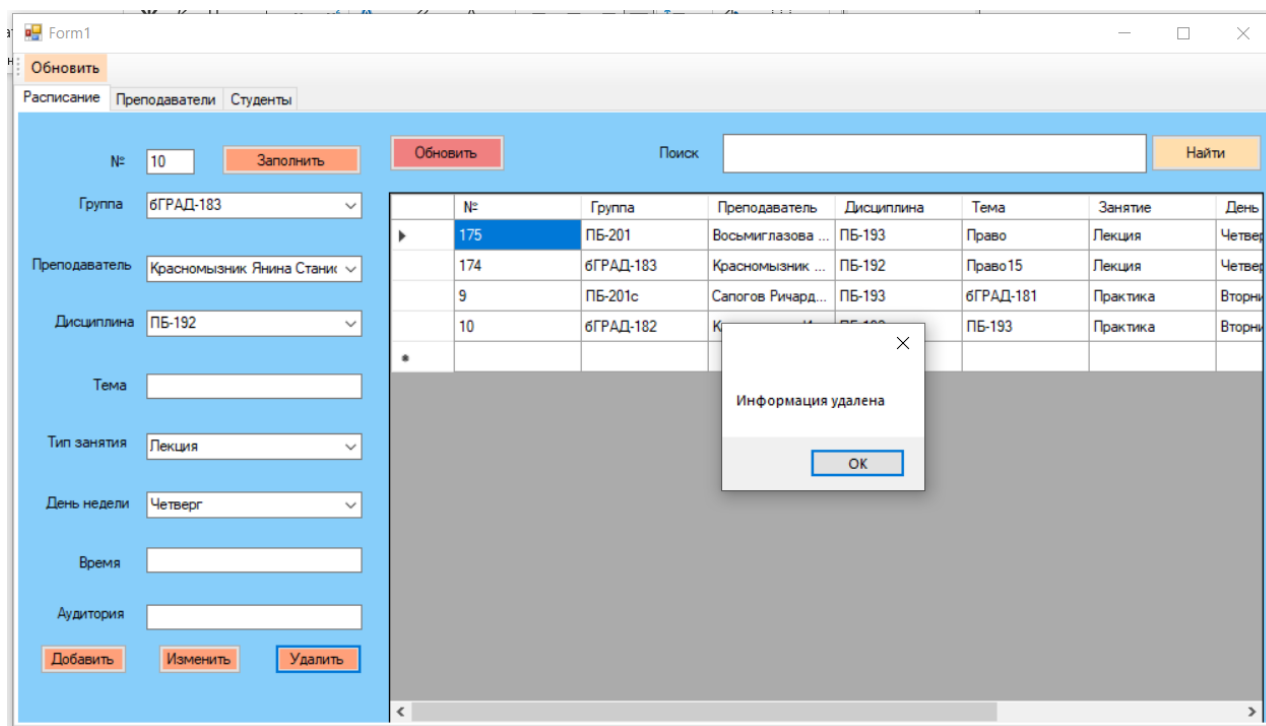 Form1
Обновить
Расписание Преподаватели Студенты
№ 10 Заполнить
Обновить Поиск Найти
Группа бГРАД-183
Преподаватель Красномызник Янина Станис
Дисциплина ПБ-192
Тема
Тип занятия Лекция
День недели Четверг
Время
Аудитория
Добавить Изменить Удалить
№ Группа Преподаватель Дисциплина Тема Занятие День
175 ПБ-201 Восьмиглазова ... ПБ-193 Право Лекция Четвер
174 бГРАД-183 Красномызник ... ПБ-192 Право15 Лекция Четвер
9 ПБ-201с Сапогов Ричард... ПБ-193 бГРАД-181 Практика Вторни
10 бГРАД-182 ПБ-193 Практика Вторни
Информация удалена
OK